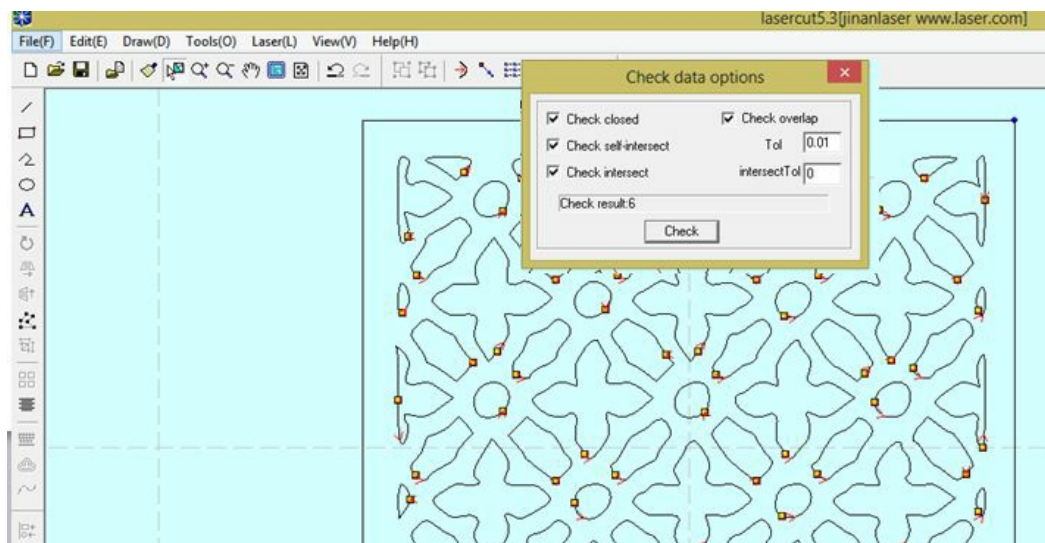 lasercut5.3[jinanlaser www.laser.com]
File(F) Edit(E) Draw(D) Tools(O) Laser(L) View(V) Help(H)
Check data options
Check closed
Check overlap
Check self-intersect
Tol 0.01
Check intersect
intersectTol 0
Check result:6
Check
A